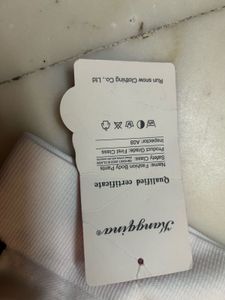 Hangqina®
Qualified certificate
Name: Fashion Body Pants
Safety Class:
Product Grade: First Class
Inspector: A08
Run snow Clothing Co., Ltd